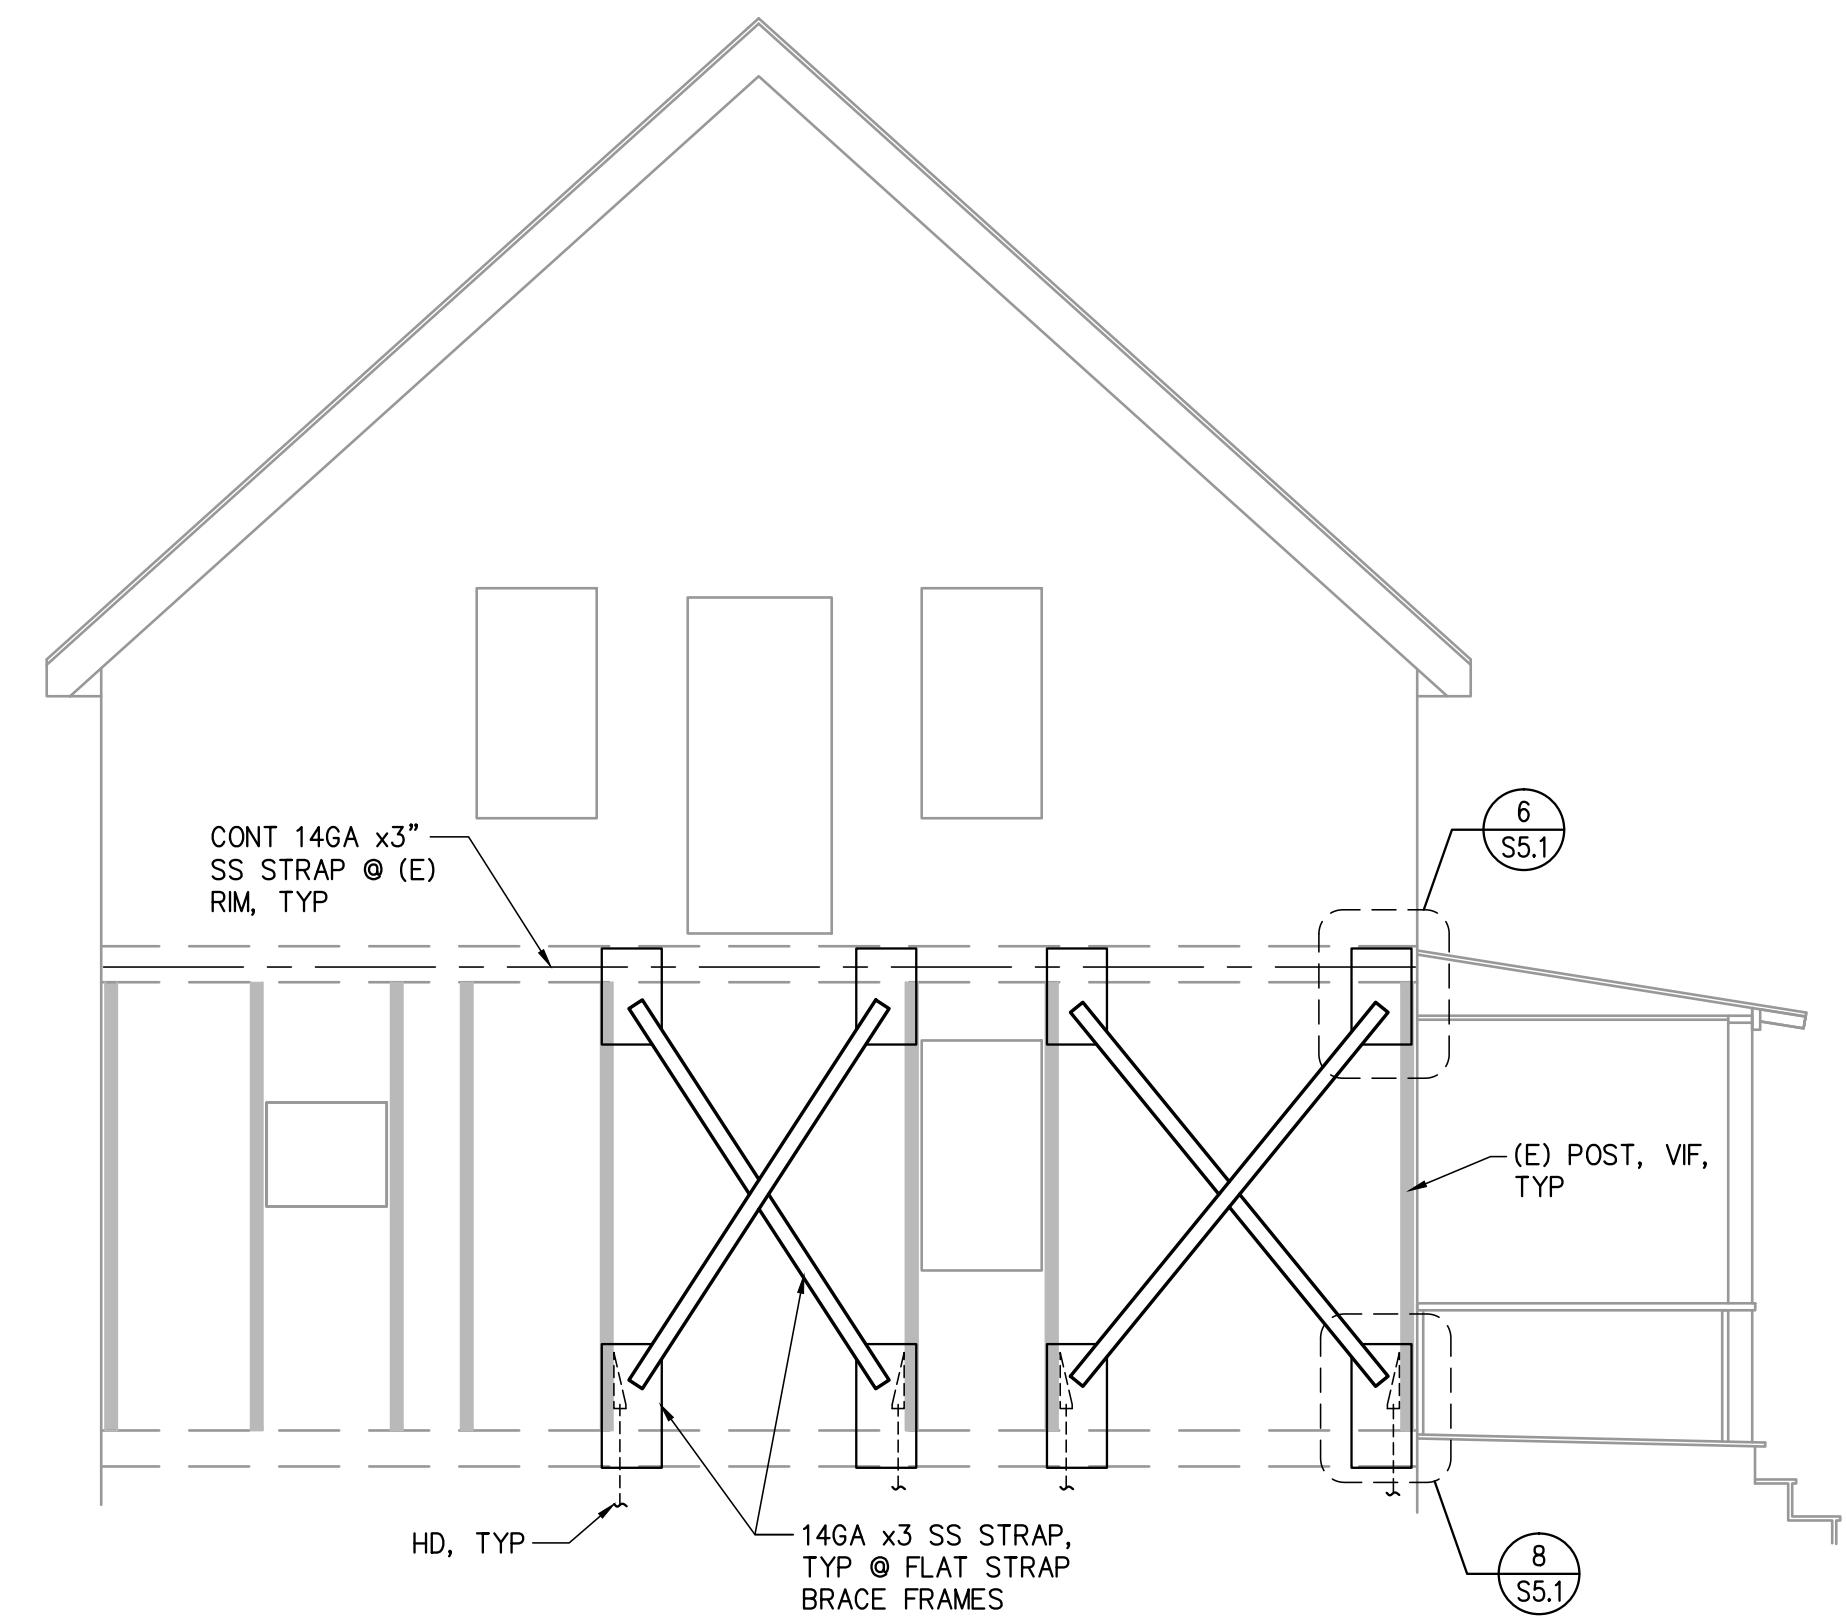 6
S5.1
CONT 14GA x3”
SS STRAP @ (E)
RIM, TYP
(E) POST, VIF,
TYP
HD, TYP
14GA x3 SS STRAP,
TYP @ FLAT STRAP
BRACE FRAMES
8
S5.1